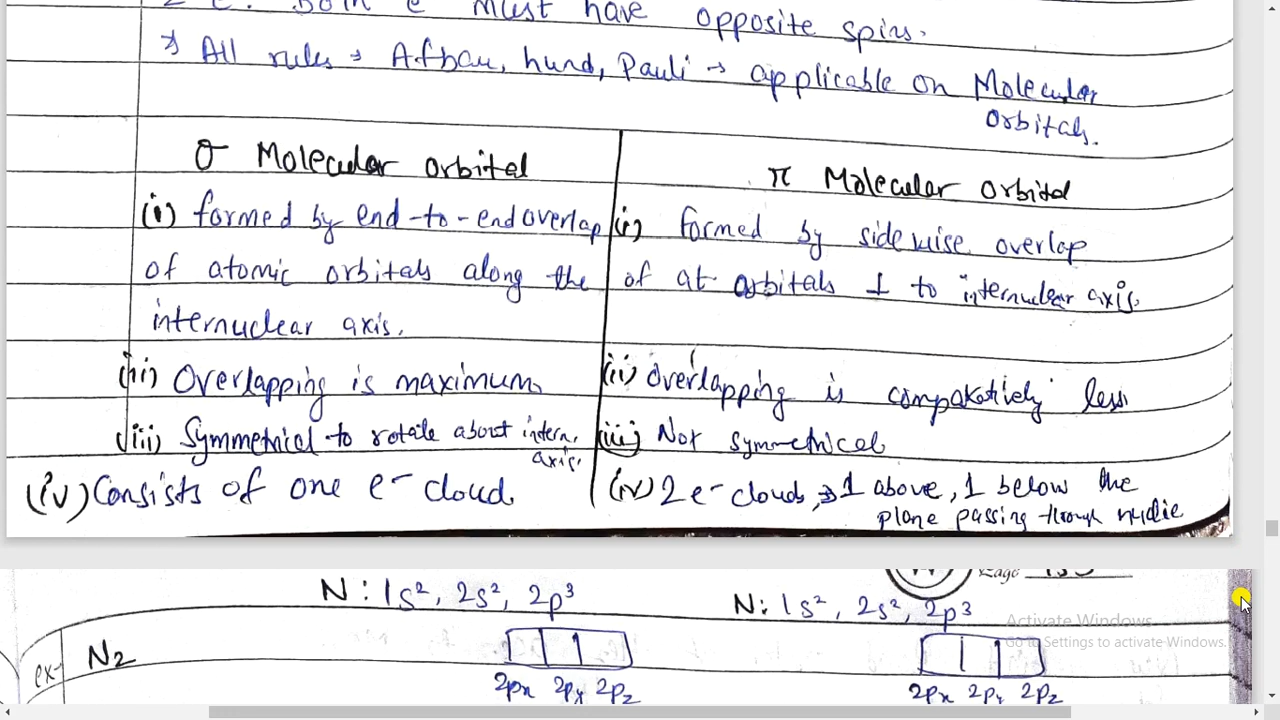 2 e⁻. Both e⁻ must have opposite spins.
→ All rules → Afbau, hund, Pauli → applicable on Molecular
orbitals.
σ Molecular orbital
(i) formed by end-to-end overlap
of atomic orbitals along the
internuclear axis.
(ii) Overlapping is maximum.
(iii) Symmetrical to rotate about intern.
axis.
(iv) Consists of one e⁻ cloud.
π Molecular orbital
(i) formed by sidewise overlap
of at. orbitals ⊥ to internuclear axis.
(ii) Overlapping is comparatively less.
(iii) Not symmetrical
(iv) 2 e⁻ clouds, → 1 above, 1 below the
plane passing through nuclie
Page
N : 1s², 2s², 2p³
N: 1s², 2s², 2p³
ex- N₂
2px 2py 2pz
2px 2py 2pz
Activate Windows
Go to Settings to activate Windows.